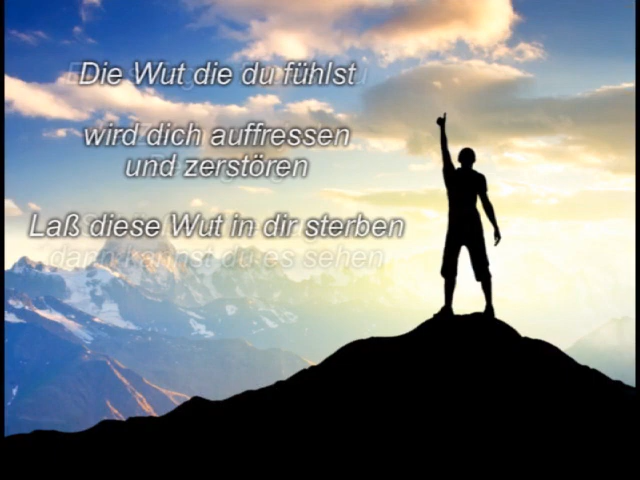 Die Wut die du fühlst
wird dich auffressen
und zerstören
Laß diese Wut in dir sterben
dann kannst du es sehen